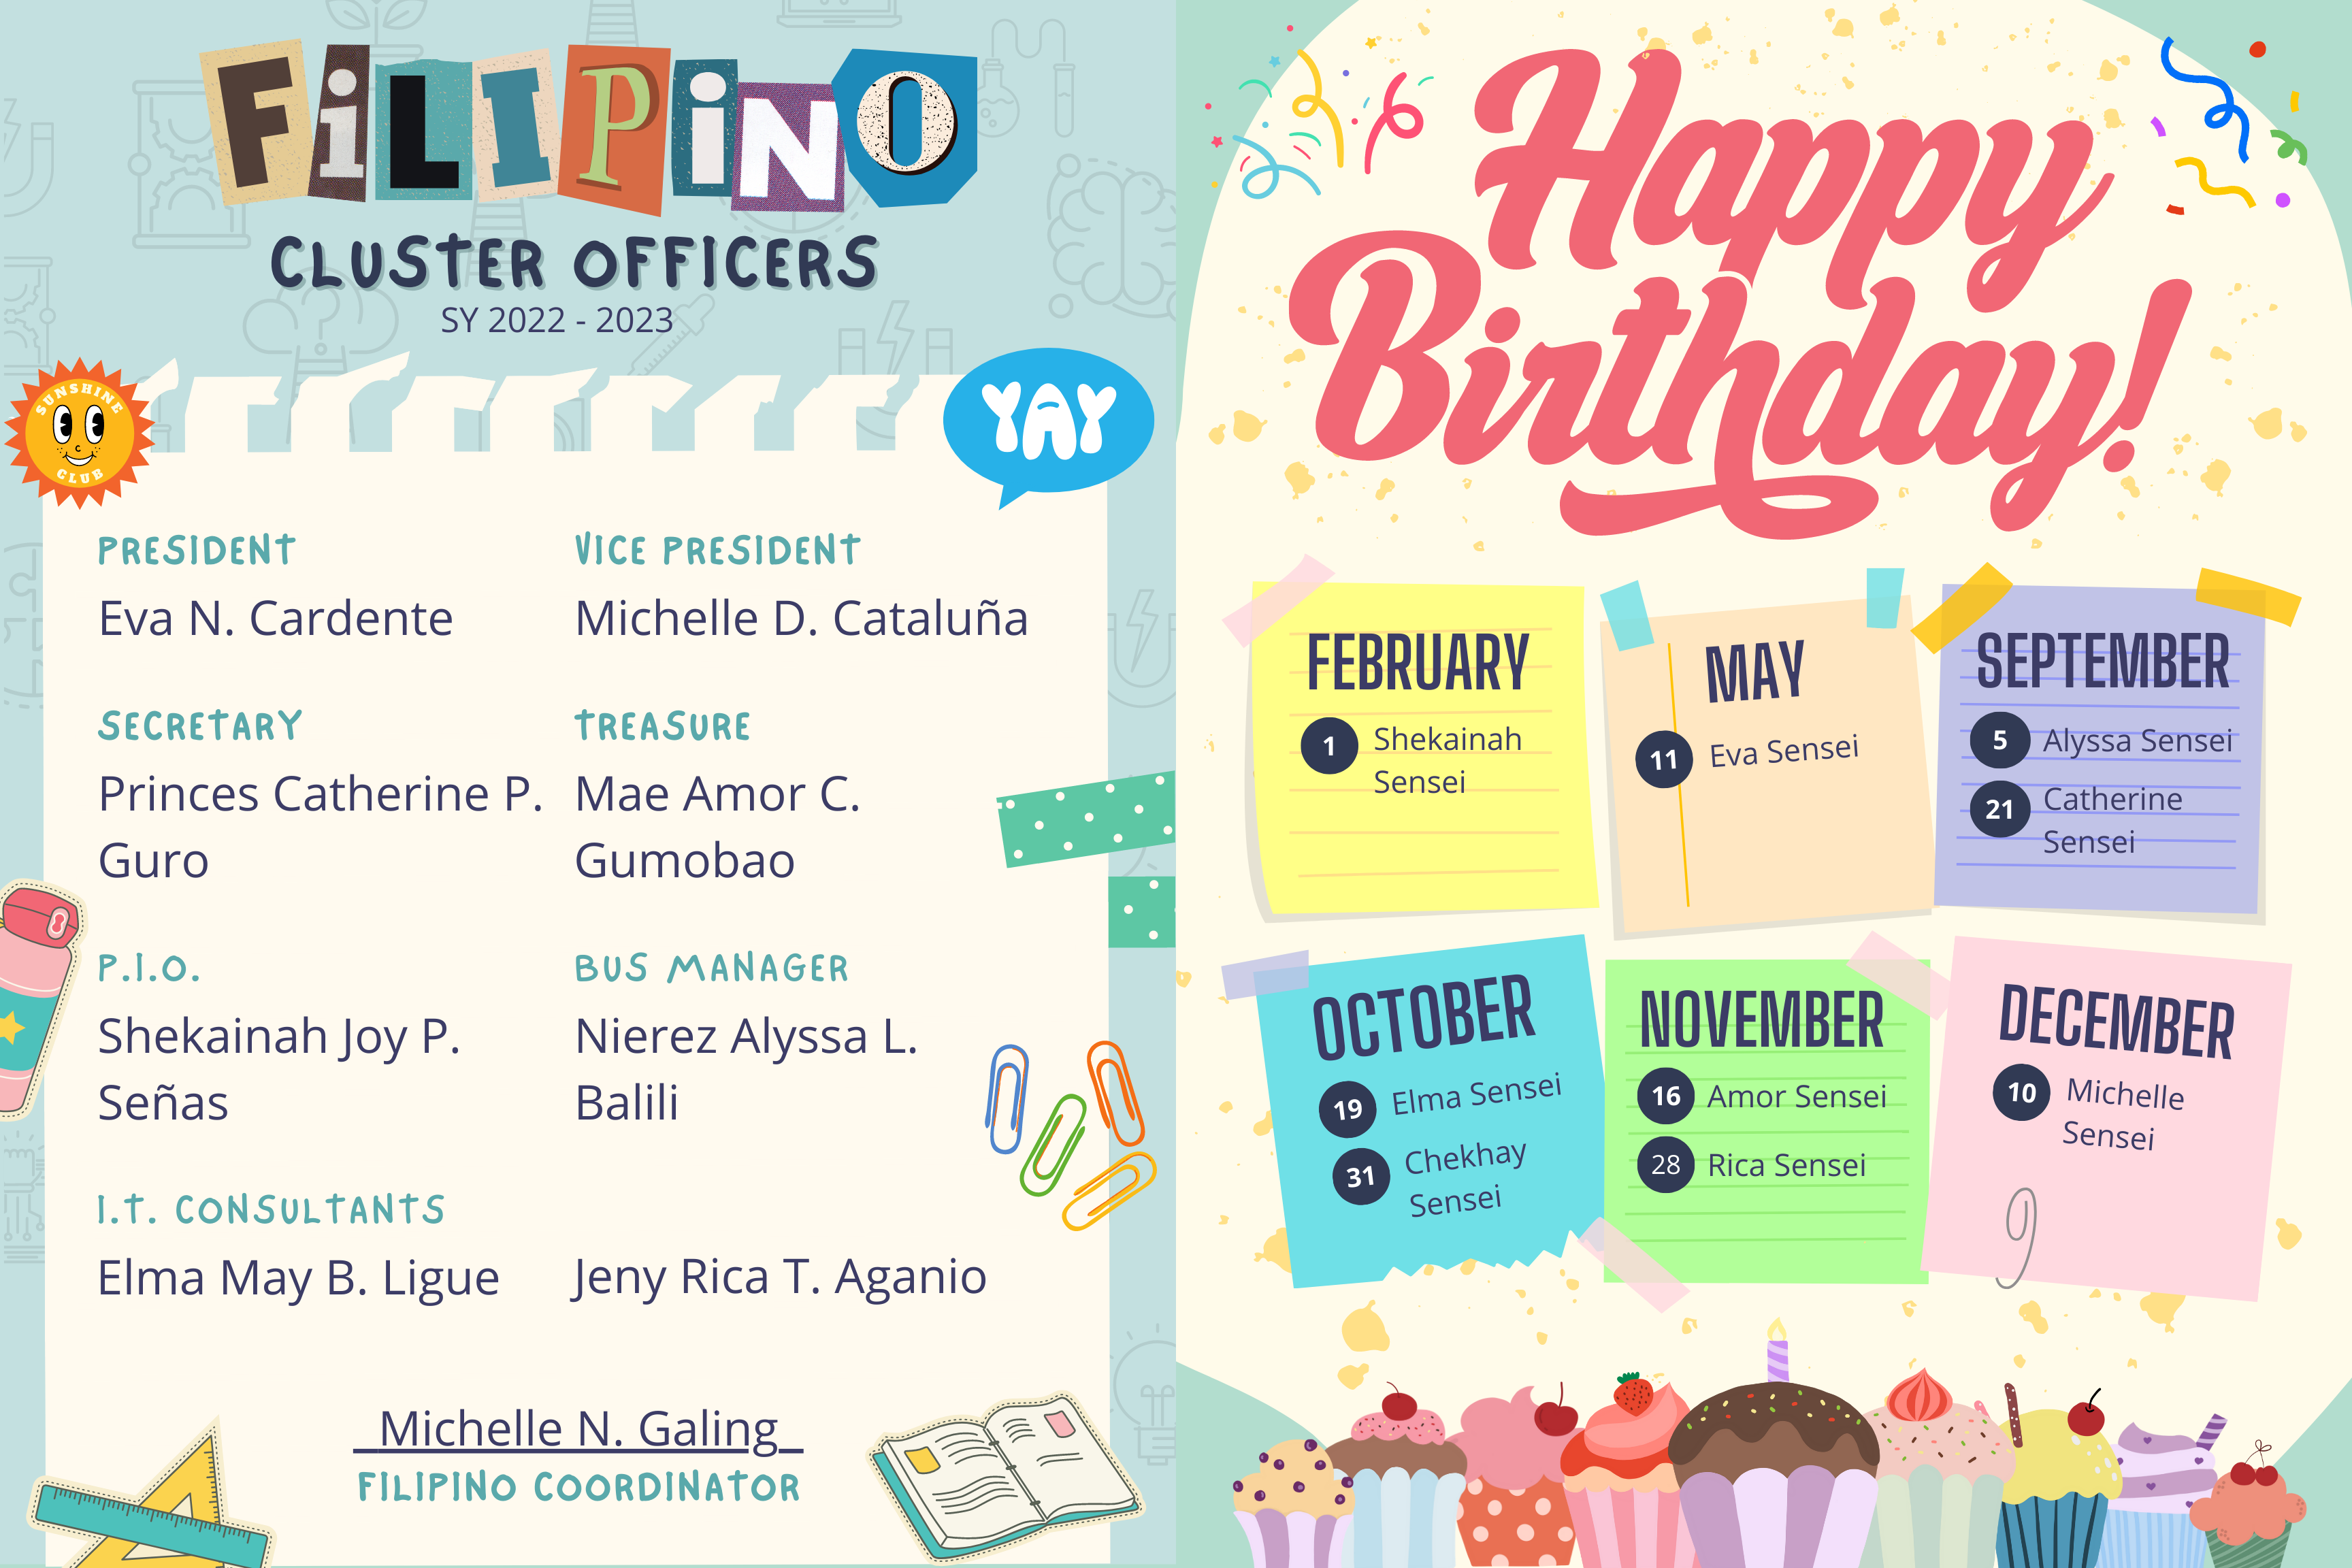 FiLIPiNO
CLUSTER OFFICERS
SY 2022 - 2023
SUNSHINE
CLUB
YAY
PRESIDENT
Eva N. Cardente
VICE PRESIDENT
Michelle D. Cataluña
SECRETARY
Princes Catherine P.
Guro
TREASURE
Mae Amor C.
Gumobao
P.I.O.
Shekainah Joy P.
Señas
BUS MANAGER
Nierez Alyssa L.
Balili
I.T. CONSULTANTS
Elma May B. Ligue
Jeny Rica T. Aganio
Michelle N. Galing
FILIPINO COORDINATOR
Happy
Birthday!
FEBRUARY
1 Shekainah
Sensei
MAY
11 Eva Sensei
SEPTEMBER
5 Alyssa Sensei
21 Catherine
Sensei
OCTOBER
19 Elma Sensei
31 Chekhay
Sensei
NOVEMBER
16 Amor Sensei
28 Rica Sensei
DECEMBER
10 Michelle
Sensei